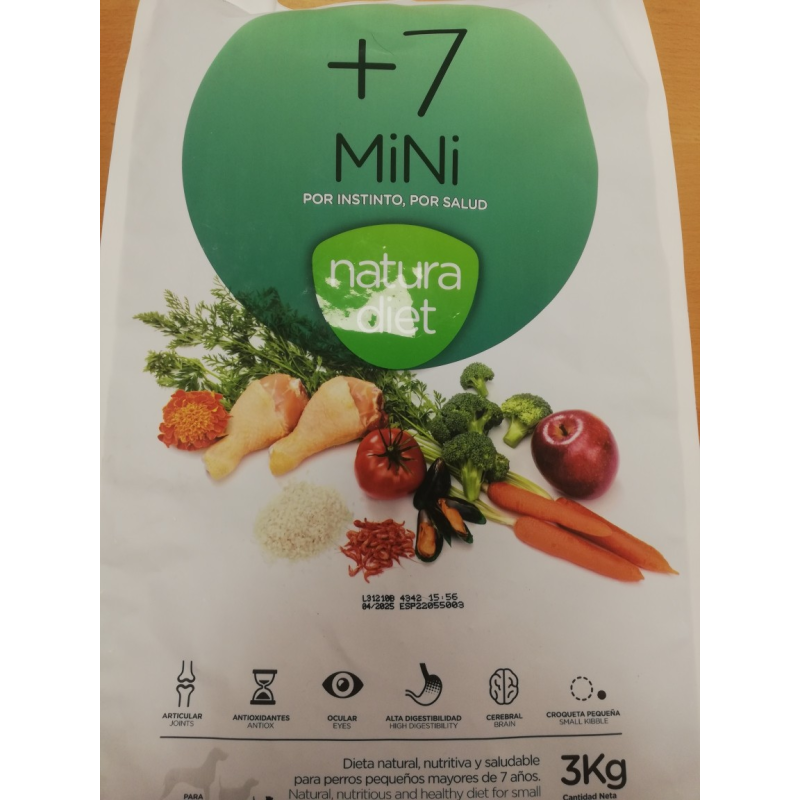 +7
MiNi
POR INSTINTO, POR SALUD
natura
diet
L31210B 4342 15:56
04/2025 ESP22055003
ARTICULAR
JOINTS
ANTIOXIDANTES
ANTIOX
OCULAR
EYES
ALTA DIGESTIBILIDAD
HIGH DIGESTIBILITY
CEREBRAL
BRAIN
CROQUETA PEQUEÑA
SMALL KIBBLE
Dieta natural, nutritiva y saludable
para perros pequeños mayores de 7 años.
Natural, nutritious and healthy diet for small
3Kg
Cantidad Neta
PARA